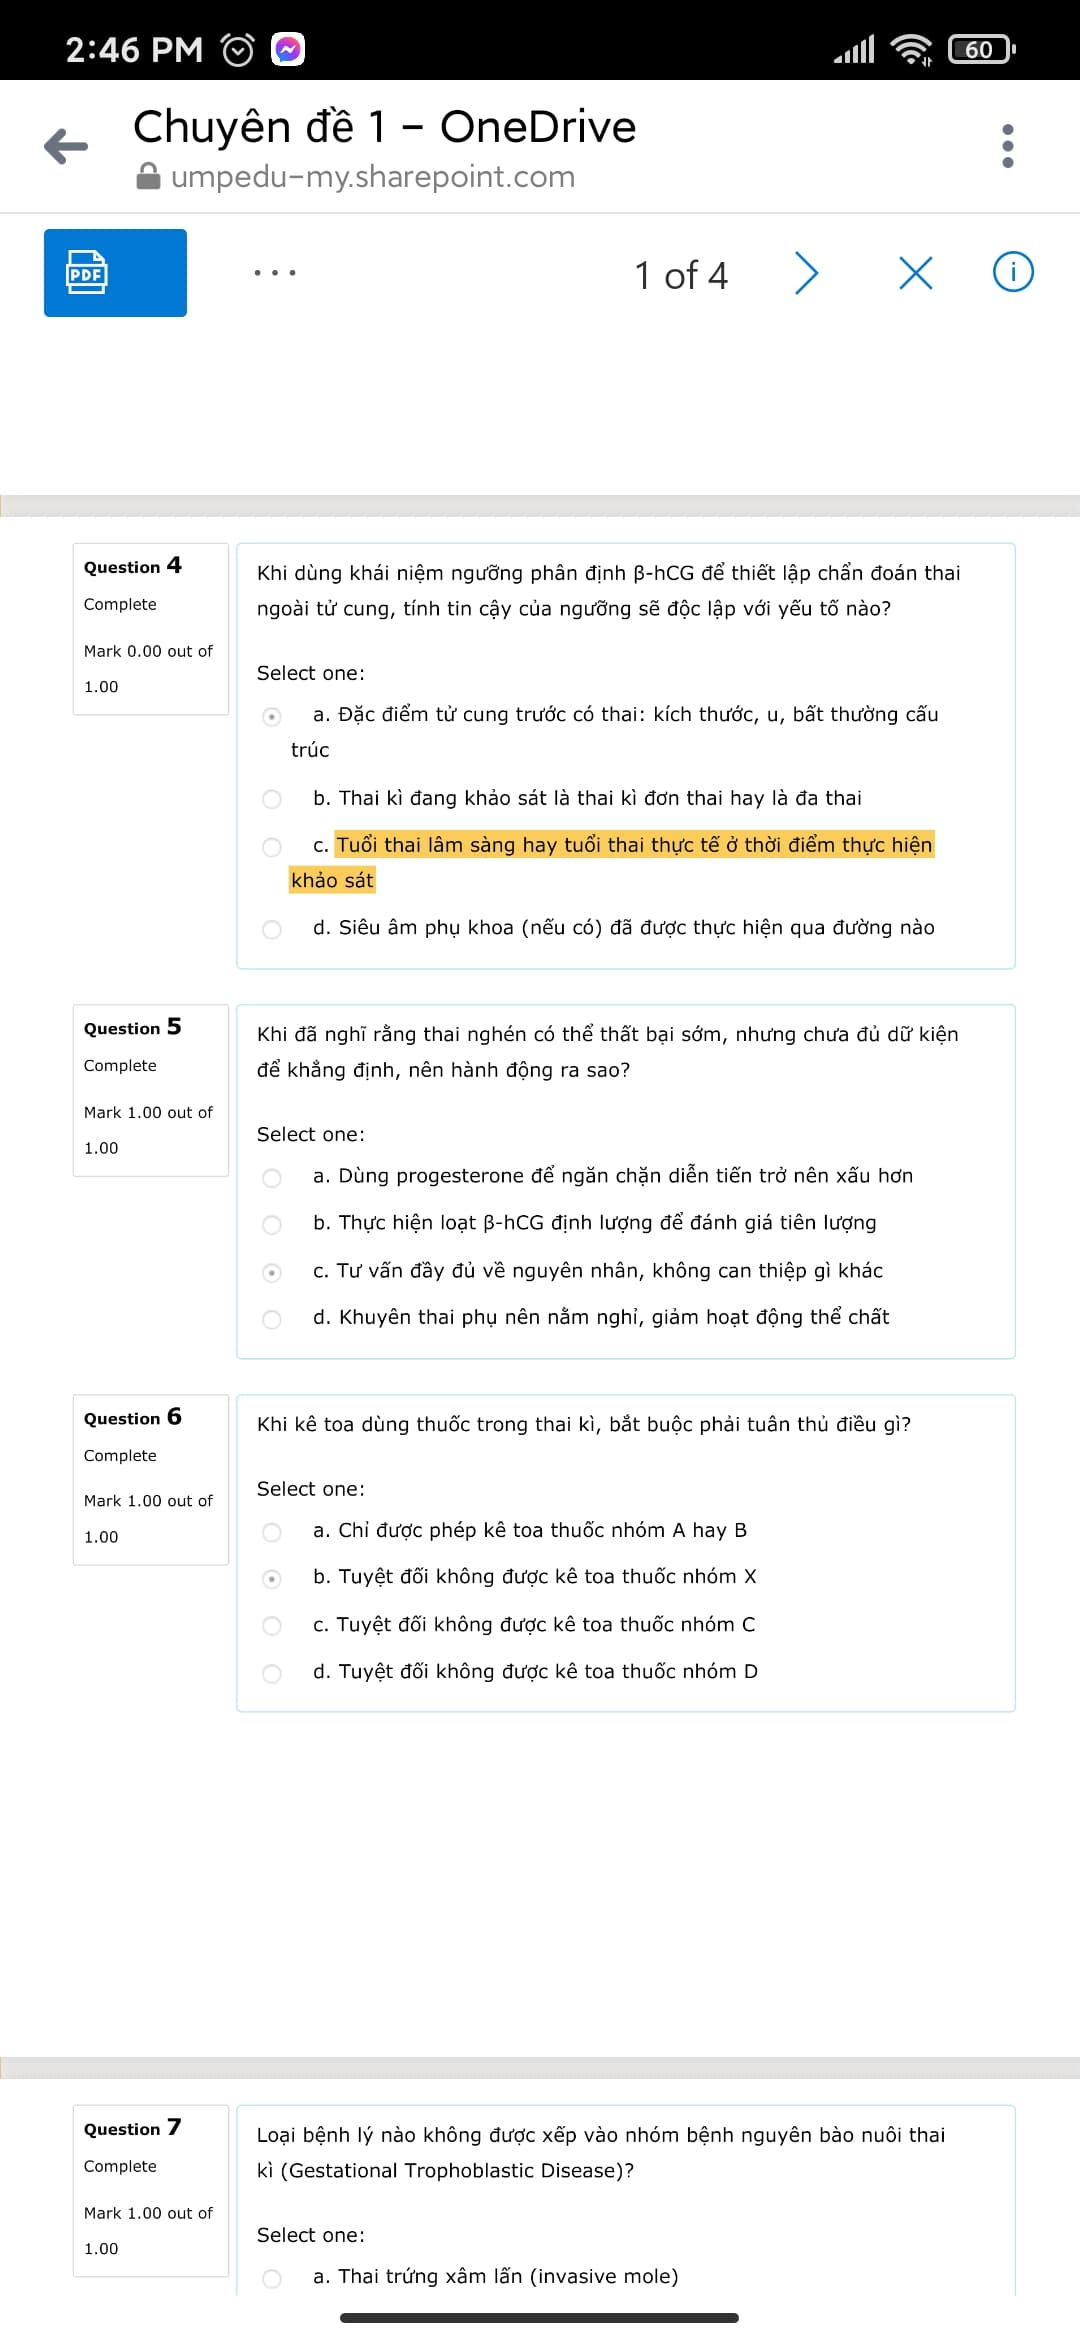 2:46 PM
60
Chuyên đề 1 – OneDrive
umpedu-my.sharepoint.com
PDF
...
1 of 4
i
Question 4
Complete
Mark 0.00 out of
1.00
Khi dùng khái niệm ngưỡng phân định β-hCG để thiết lập chẩn đoán thai
ngoài tử cung, tính tin cậy của ngưỡng sẽ độc lập với yếu tố nào?
Select one:
a. Đặc điểm tử cung trước có thai: kích thước, u, bất thường cấu
trúc
b. Thai kì đang khảo sát là thai kì đơn thai hay là đa thai
c. Tuổi thai lâm sàng hay tuổi thai thực tế ở thời điểm thực hiện
khảo sát
d. Siêu âm phụ khoa (nếu có) đã được thực hiện qua đường nào
Question 5
Complete
Mark 1.00 out of
1.00
Khi đã nghĩ rằng thai nghén có thể thất bại sớm, nhưng chưa đủ dữ kiện
để khẳng định, nên hành động ra sao?
Select one:
a. Dùng progesterone để ngăn chặn diễn tiến trở nên xấu hơn
b. Thực hiện loạt β-hCG định lượng để đánh giá tiên lượng
c. Tư vấn đầy đủ về nguyên nhân, không can thiệp gì khác
d. Khuyên thai phụ nên nằm nghỉ, giảm hoạt động thể chất
Question 6
Complete
Mark 1.00 out of
1.00
Khi kê toa dùng thuốc trong thai kì, bắt buộc phải tuân thủ điều gì?
Select one:
a. Chỉ được phép kê toa thuốc nhóm A hay B
b. Tuyệt đối không được kê toa thuốc nhóm X
c. Tuyệt đối không được kê toa thuốc nhóm C
d. Tuyệt đối không được kê toa thuốc nhóm D
Question 7
Complete
Mark 1.00 out of
1.00
Loại bệnh lý nào không được xếp vào nhóm bệnh nguyên bào nuôi thai
kì (Gestational Trophoblastic Disease)?
Select one:
a. Thai trứng xâm lấn (invasive mole)